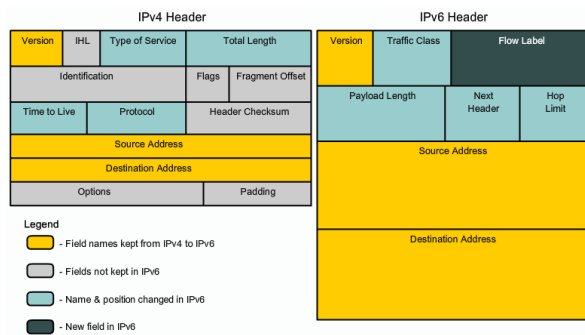 IPv4 Header
Version IHL Type of Service Total Length
Identification Flags Fragment Offset
Time to Live Protocol Header Checksum
Source Address
Destination Address
Options Padding
IPv6 Header
Version Traffic Class Flow Label
Payload Length Next Header Hop Limit
Source Address
Destination Address
Legend
- Field names kept from IPv4 to IPv6
- Fields not kept in IPv6
- Name & position changed in IPv6
- New field in IPv6